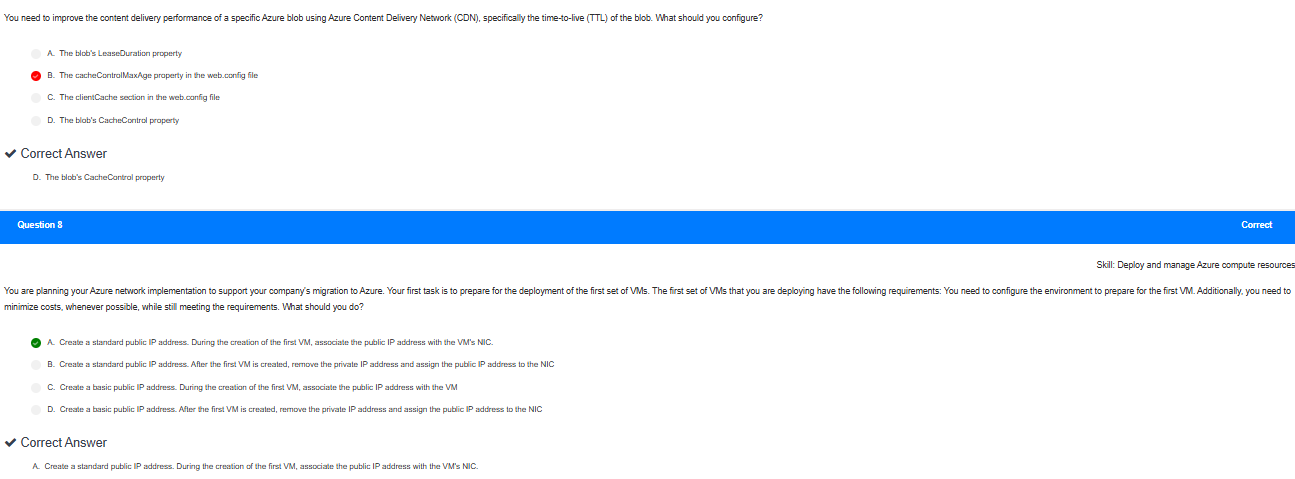 You need to improve the content delivery performance of a specific Azure blob using Azure Content Delivery Network (CDN), specifically the time-to-live (TTL) of the blob. What should you configure?
A. The blob's LeaseDuration property
B. The cacheControlMaxAge property in the web.config file
C. The clientCache section in the web.config file
D. The blob's CacheControl property
Correct Answer
D. The blob's CacheControl property
Question 8 Correct
Skill: Deploy and manage Azure compute resources
You are planning your Azure network implementation to support your company's migration to Azure. Your first task is to prepare for the deployment of the first set of VMs. The first set of VMs that you are deploying have the following requirements: You need to configure the environment to prepare for the first VM. Additionally, you need to
minimize costs, whenever possible, while still meeting the requirements. What should you do?
A. Create a standard public IP address. During the creation of the first VM, associate the public IP address with the VM's NIC.
B. Create a standard public IP address. After the first VM is created, remove the private IP address and assign the public IP address to the NIC
C. Create a basic public IP address. During the creation of the first VM, associate the public IP address with the VM
D. Create a basic public IP address. After the first VM is created, remove the private IP address and assign the public IP address to the NIC
Correct Answer
A. Create a standard public IP address. During the creation of the first VM, associate the public IP address with the VM's NIC.